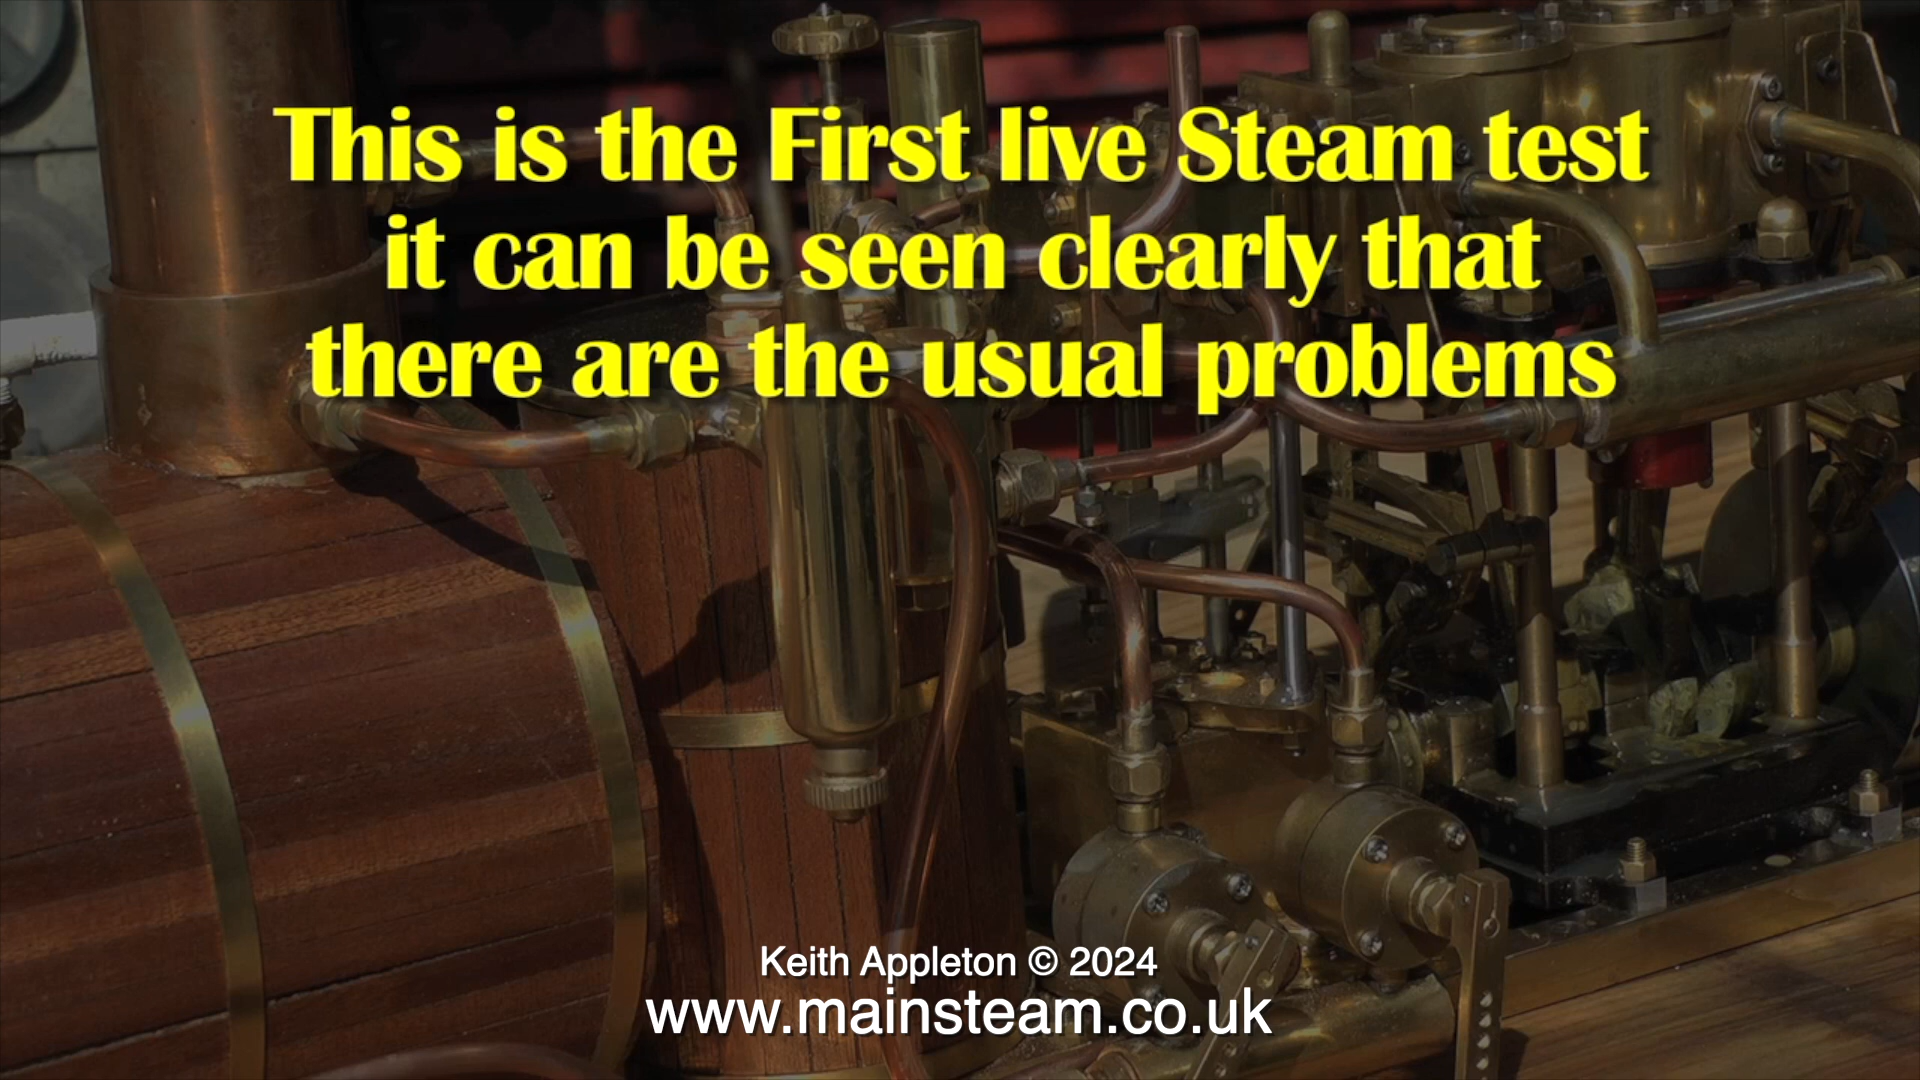 This is the First live Steam test
it can be seen clearly that
there are the usual problems
Keith Appleton © 2024
www.mainsteam.co.uk